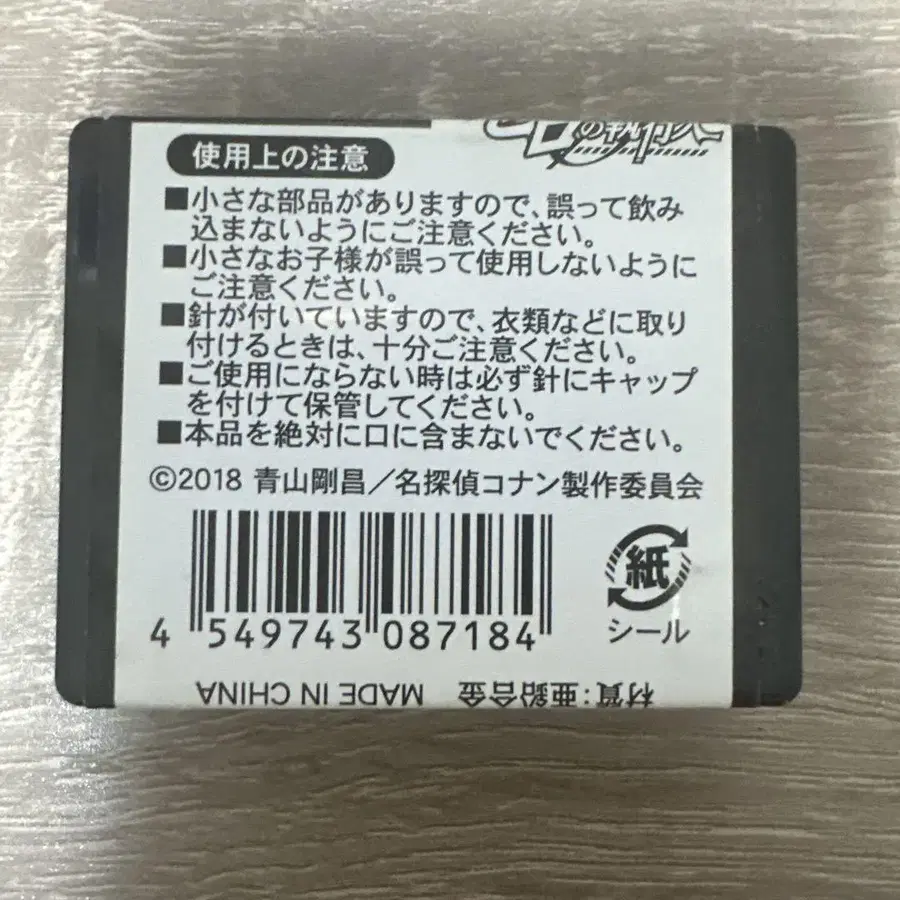 ゼロの執行人
使用上の注意
■小さな部品がありますので、誤って飲み
込まないようにご注意ください。
■小さなお子様が誤って使用しないように
ご注意ください。
■針が付いていますので、衣類などに取り
付けるときは、十分ご注意ください。
■ご使用にならない時は必ず針にキャップ
を付けて保管してください。
■本品を絶対に口に含まないでください。
©2018 青山剛昌／名探偵コナン製作委員会
紙
シール
4 549743 087184
材質：亜鉛合金 MADE IN CHINA